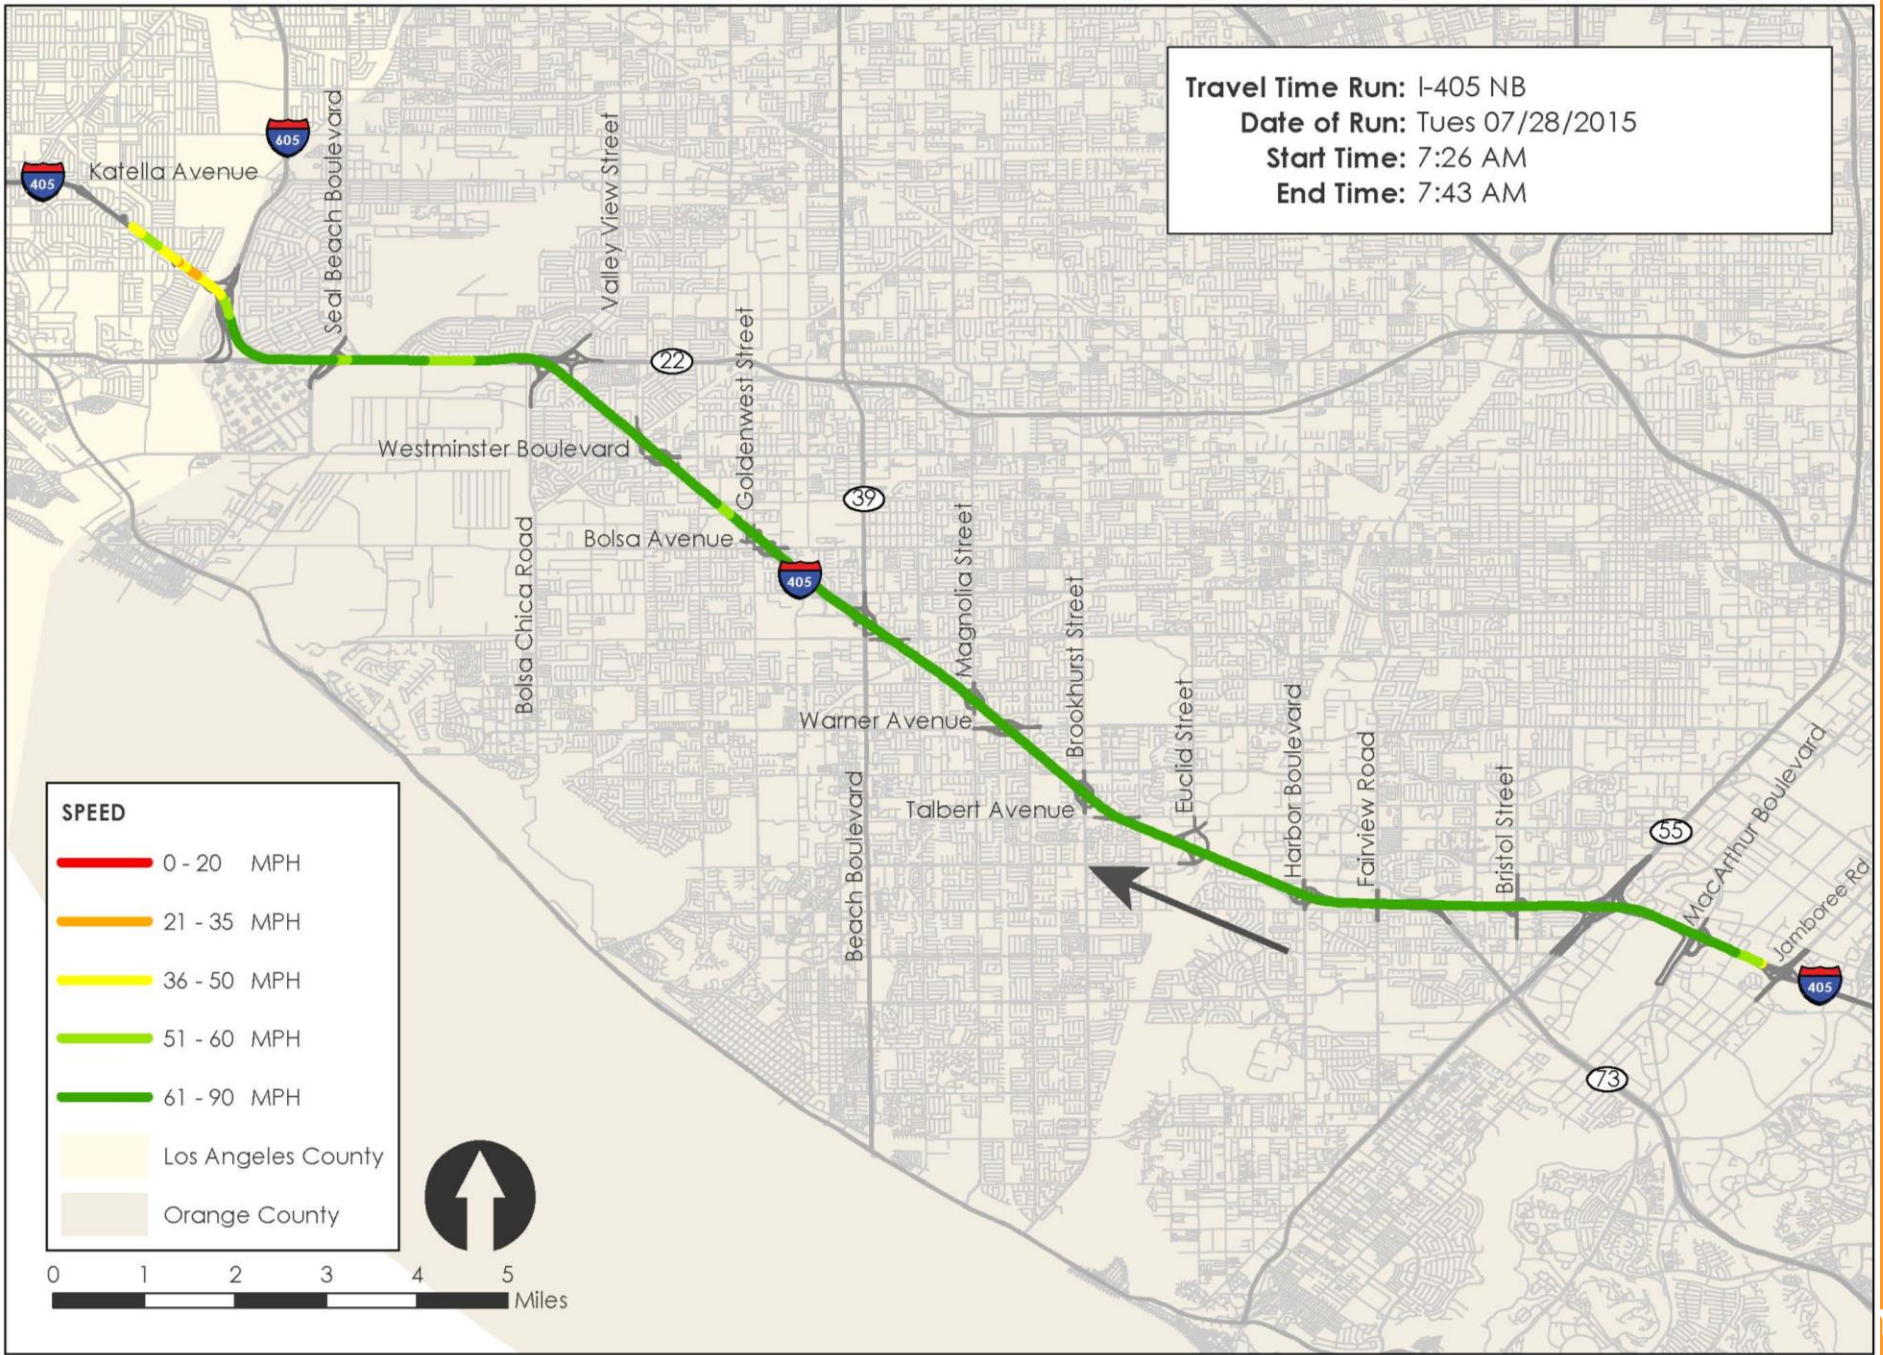 Travel Time Run: I-405 NB
Date of Run: Tues 07/28/2015
Start Time: 7:26 AM
End Time: 7:43 AM
605
405
Katella Avenue
Seal Beach Boulevard
Valley View Street
22
Goldenwest Street
Westminster Boulevard
39
Bolsa Avenue
405
Bolsa Chica Road
Magnolia Street
Brookhurst Street
Warner Avenue
Euclid Street
Harbor Boulevard
Fairview Road
Talbert Avenue
Beach Boulevard
Bristol Street
55
MacArthur Boulevard
Jamboree Rd
405
73
SPEED
0 - 20 MPH
21 - 35 MPH
36 - 50 MPH
51 - 60 MPH
61 - 90 MPH
Los Angeles County
Orange County
0 1 2 3 4 5
Miles